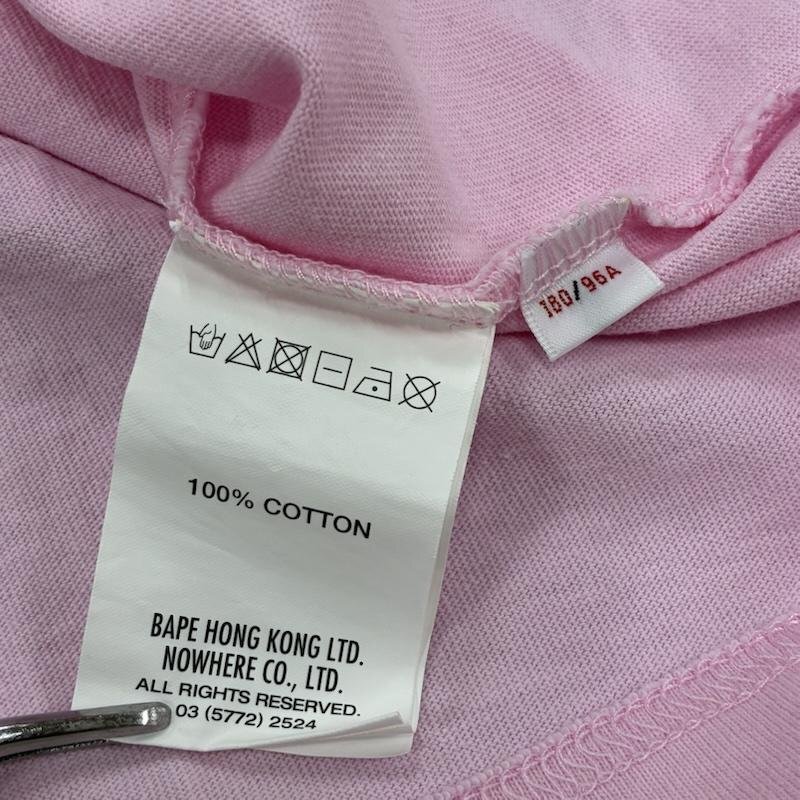 180/96A
100% COTTON
BAPE HONG KONG LTD.
NOWHERE CO., LTD.
ALL RIGHTS RESERVED.
03 (5772) 2524